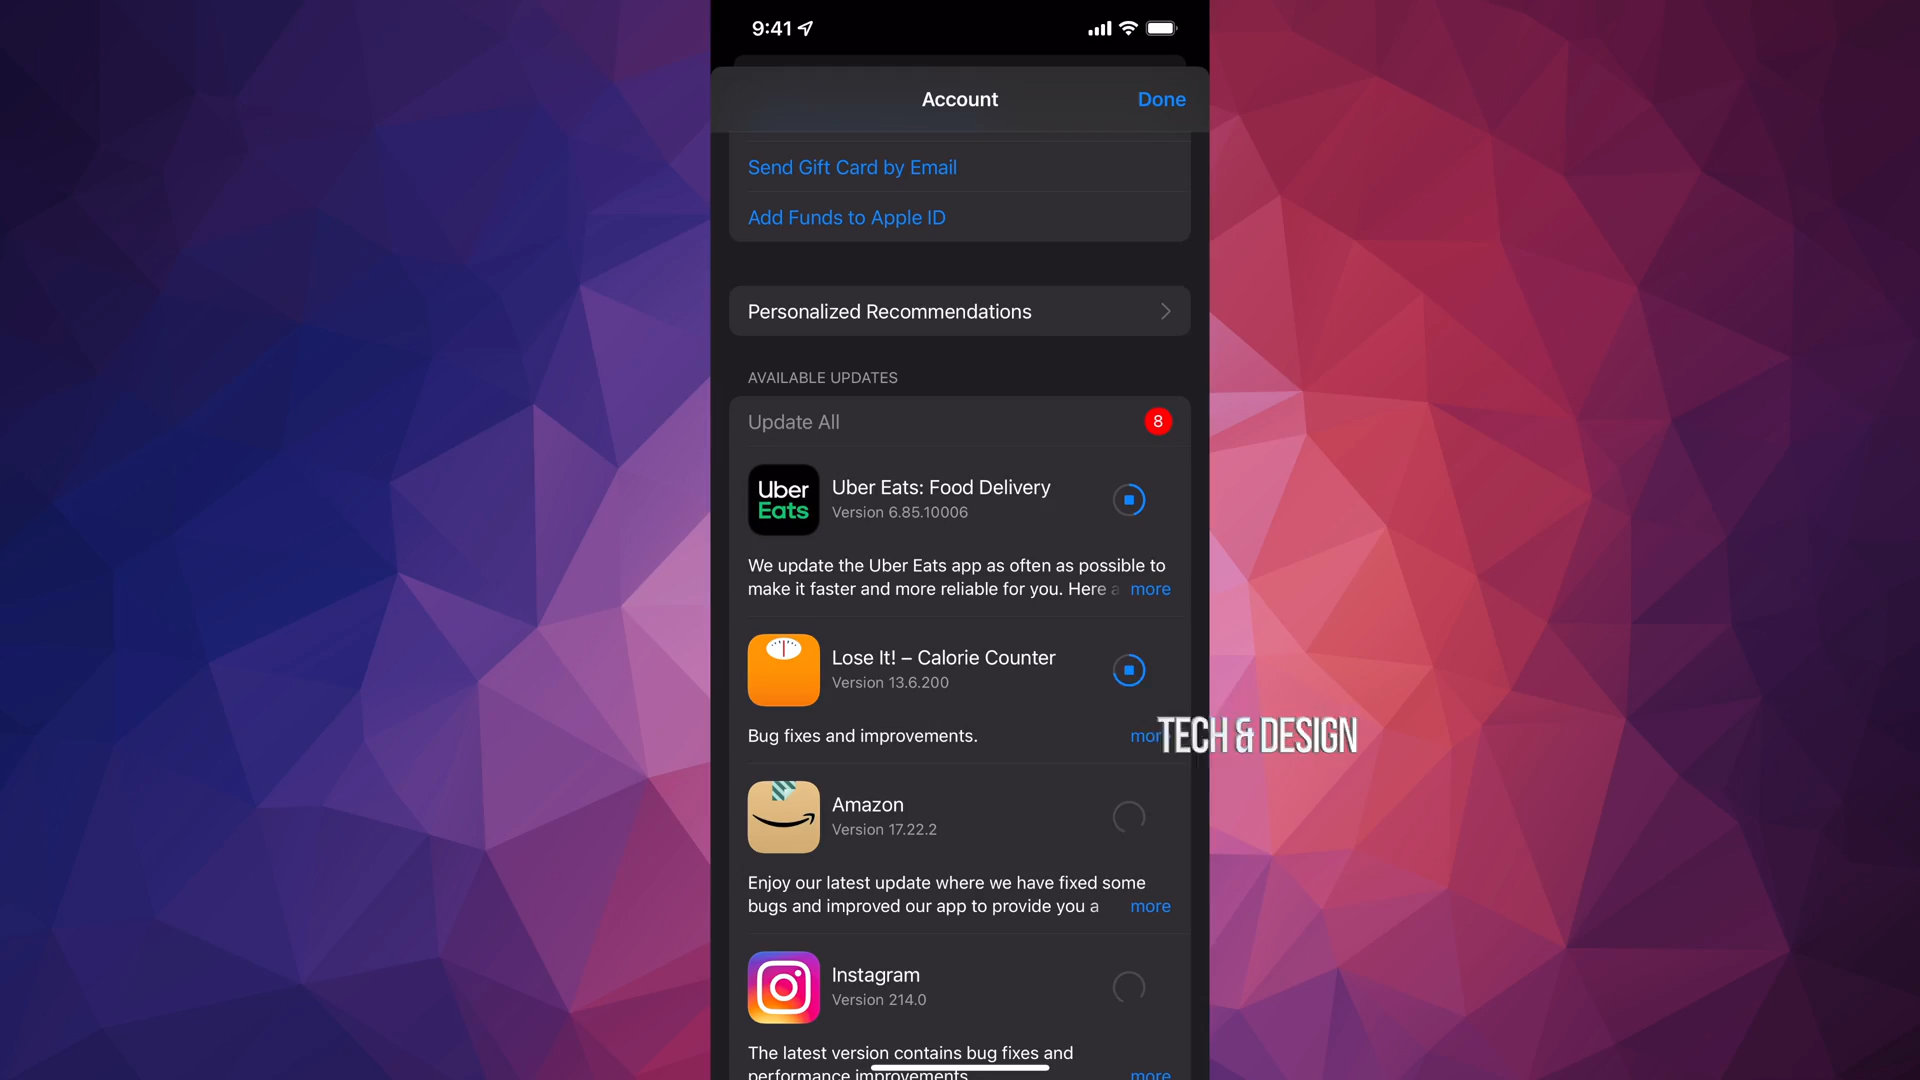 9:41
Account
Done
Send Gift Card by Email
Add Funds to Apple ID
Personalized Recommendations
AVAILABLE UPDATES
Update All
8
Uber
Eats
Uber Eats: Food Delivery
Version 6.85.10006
We update the Uber Eats app as often as possible to
make it faster and more reliable for you. Here a more
Lose It! – Calorie Counter
Version 13.6.200
Bug fixes and improvements.
more
TECH & DESIGN
Amazon
Version 17.22.2
Enjoy our latest update where we have fixed some
bugs and improved our app to provide you a more
Instagram
Version 214.0
The latest version contains bug fixes and
performance improvements. more